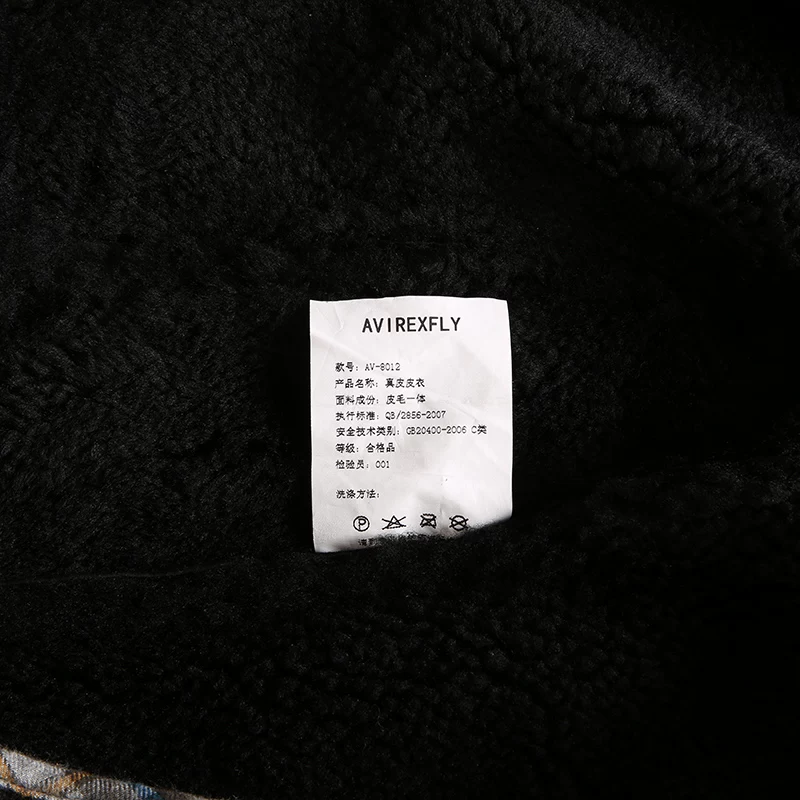 AVIREXFLY
款号: AV-8012
产品名称: 真皮皮衣
面料成份: 皮毛一体
执行标准: QB/2856-2007
安全技术类别: GB20400-2006 C类
等级: 合格品
检验员: 001
洗涤方法:
P